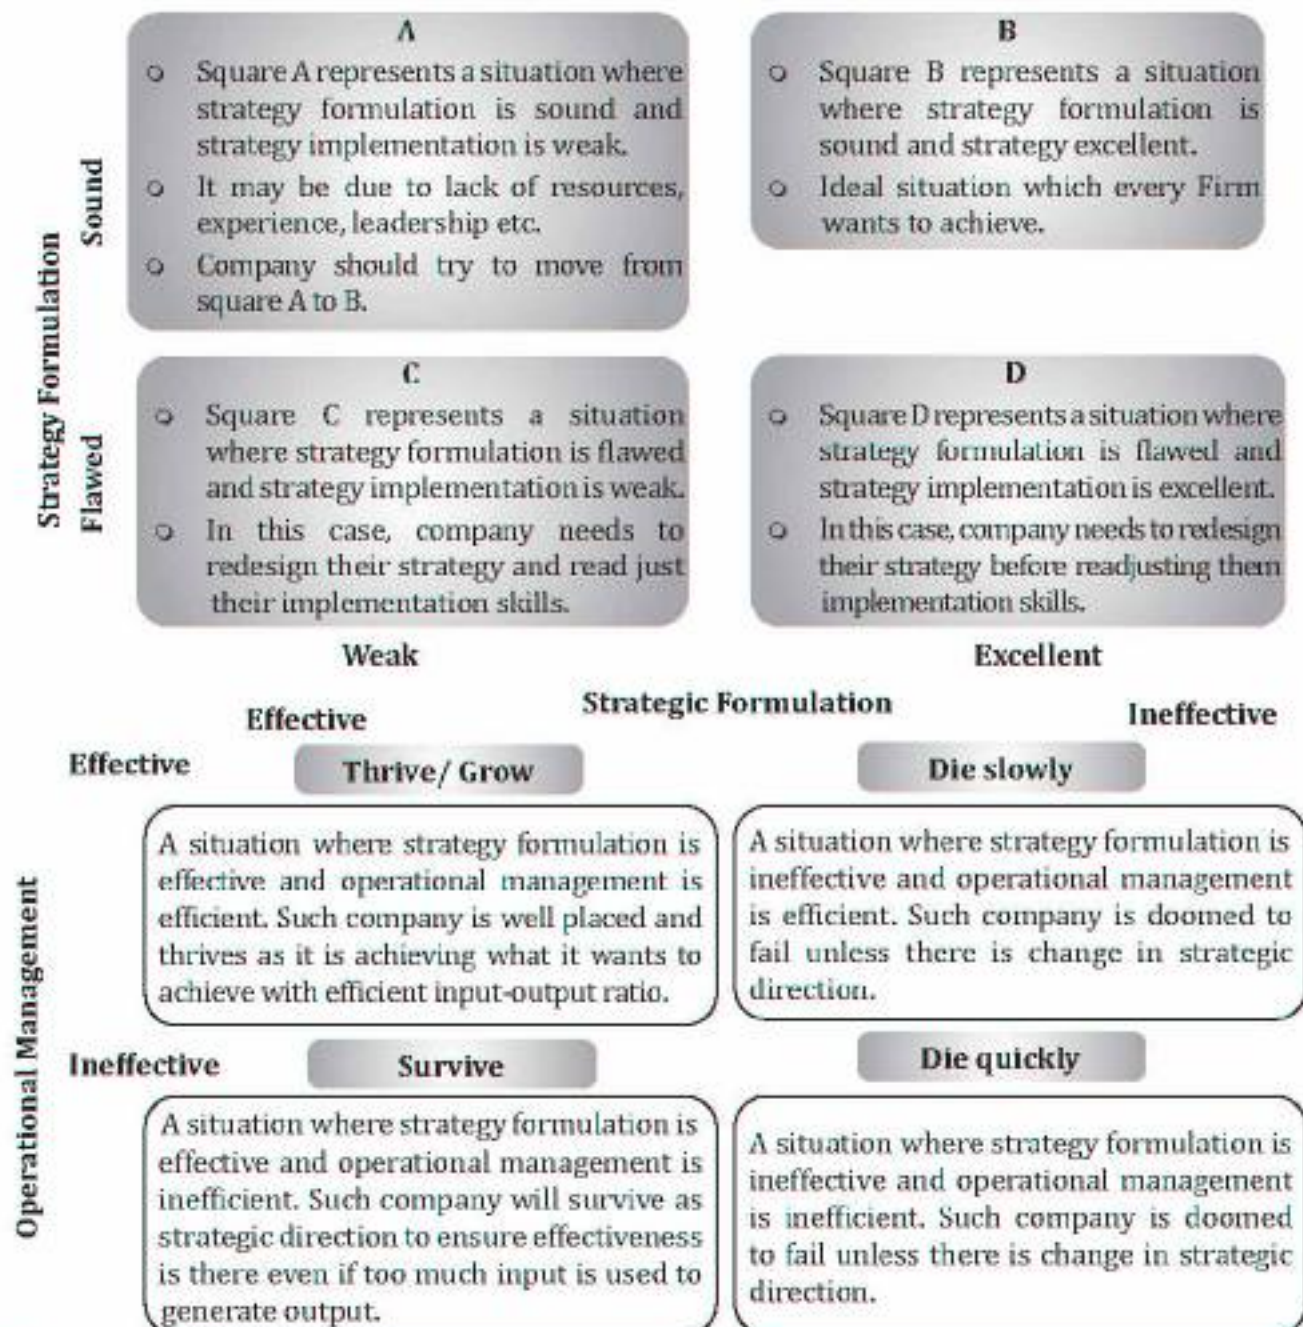 Strategy Formulation
Sound
A
○ Square A represents a situation where
strategy formulation is sound and
strategy implementation is weak.
○ It may be due to lack of resources,
experience, leadership etc.
○ Company should try to move from
square A to B.
B
○ Square B represents a situation
where strategy formulation is
sound and strategy excellent.
○ Ideal situation which every Firm
wants to achieve.
Flawed
C
○ Square C represents a situation
where strategy formulation is flawed
and strategy implementation is weak.
○ In this case, company needs to
redesign their strategy and read just
their implementation skills.
D
○ Square D represents a situation where
strategy formulation is flawed and
strategy implementation is excellent.
○ In this case, company needs to redesign
their strategy before readjusting them
implementation skills.
Weak
Excellent
Strategic Formulation
Effective
Ineffective
Operational Management
Effective
Thrive/ Grow
A situation where strategy formulation is
effective and operational management is
efficient. Such company is well placed and
thrives as it is achieving what it wants to
achieve with efficient input-output ratio.
Die slowly
A situation where strategy formulation is
ineffective and operational management
is efficient. Such company is doomed to
fail unless there is change in strategic
direction.
Ineffective
Survive
A situation where strategy formulation is
effective and operational management is
inefficient. Such company will survive as
strategic direction to ensure effectiveness
is there even if too much input is used to
generate output.
Die quickly
A situation where strategy formulation is
ineffective and operational management
is inefficient. Such company is doomed
to fail unless there is change in strategic
direction.